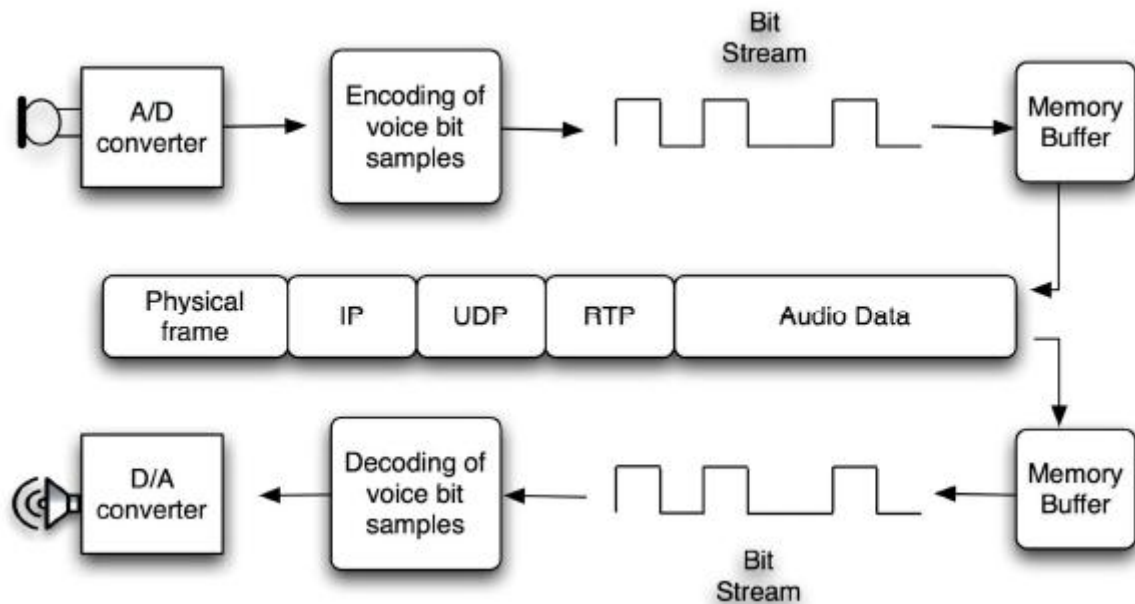 Bit
Stream
A/D
converter
Encoding of
voice bit
samples
Memory
Buffer
Physical
frame
IP
UDP
RTP
Audio Data
D/A
converter
Decoding of
voice bit
samples
Memory
Buffer
Bit
Stream